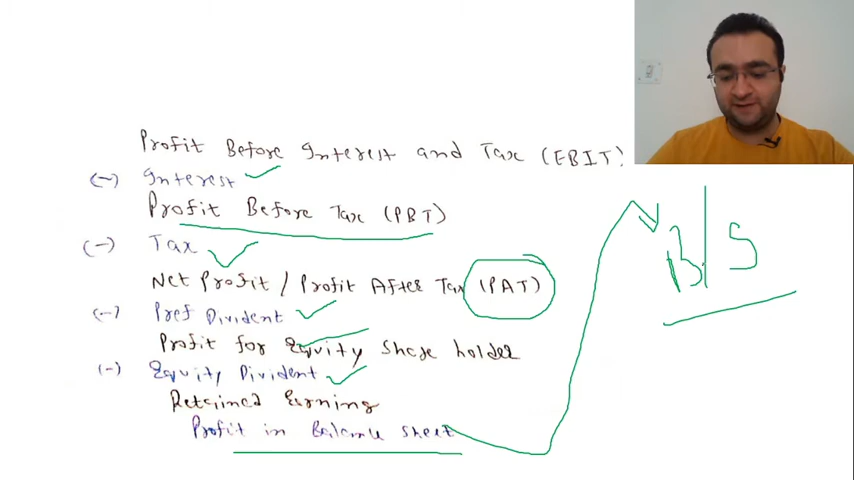 Profit Before Interest and Tax (EBIT)
(-) Interest
Profit Before Tax (PBT)
(-) Tax
Net Profit / Profit After Tax (PAT)
(-) Pref Divident
Profit for Equity Share holder
(-) Equity Divident
Retained Earning
Profit in Balance Sheet
B/S